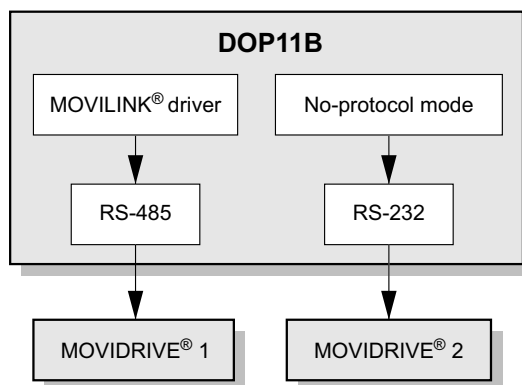 DOP11B
MOVILINK® driver
No-protocol mode
RS-485
RS-232
MOVIDRIVE® 1
MOVIDRIVE® 2